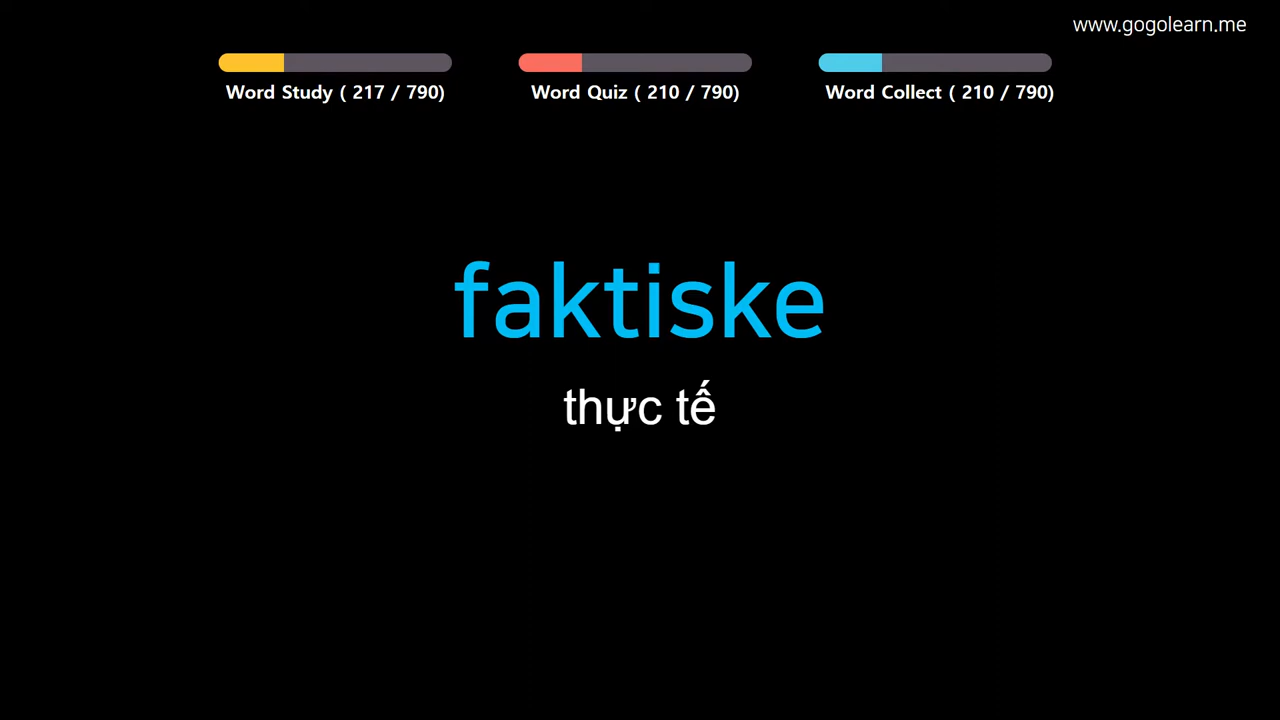 www.gogolearn.me
Word Study ( 217 / 790)
Word Quiz ( 210 / 790)
Word Collect ( 210 / 790)
faktiske
thực tế